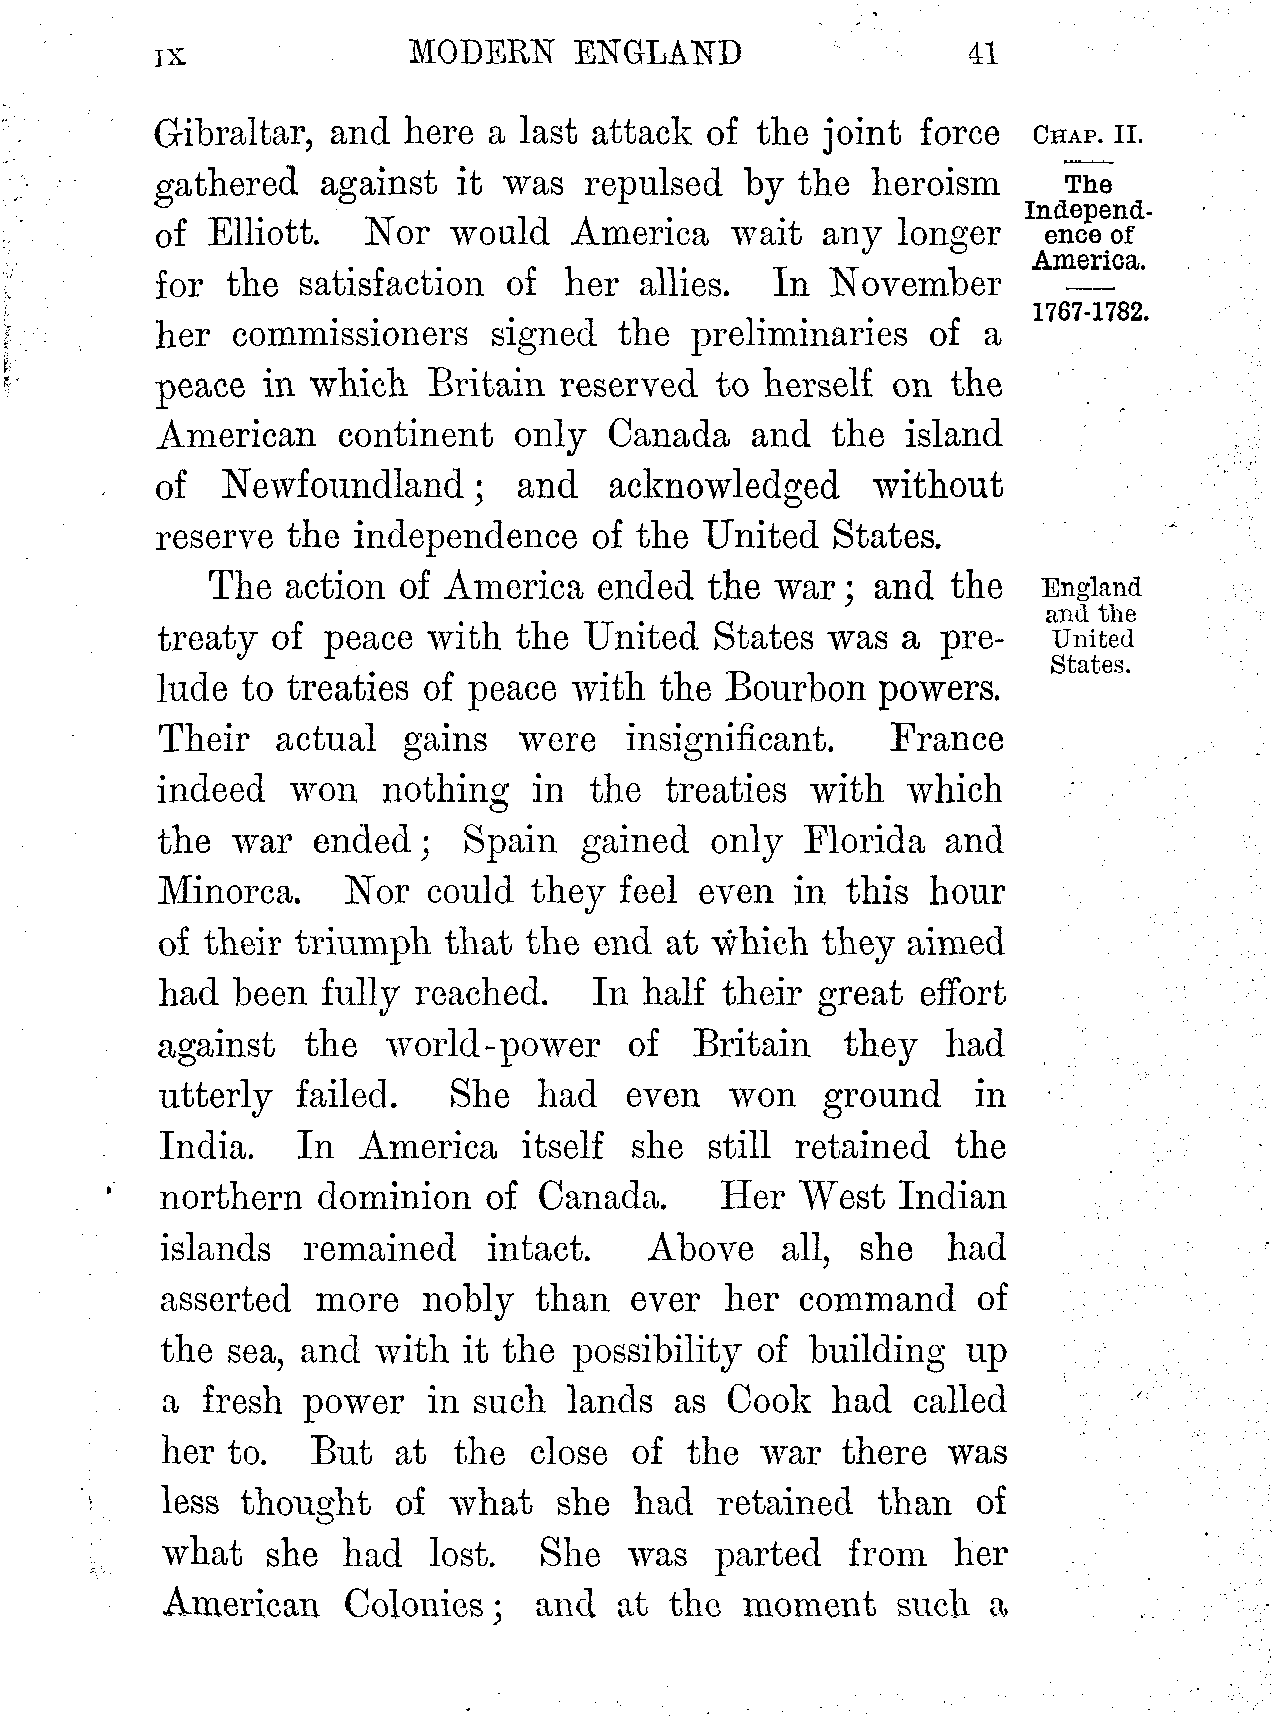 IX MODERN ENGLAND 41
Gibraltar, and here a last attack of the joint force
gathered against it was repulsed by the heroism
of Elliott. Nor would America wait any longer
for the satisfaction of her allies. In November
her commissioners signed the preliminaries of a
peace in which Britain reserved to herself on the
American continent only Canada and the island
of Newfoundland; and acknowledged without
reserve the independence of the United States.
CHAP. II.
The
Independ-
ence of
America.
1767-1782.
The action of America ended the war; and the
treaty of peace with the United States was a pre-
lude to treaties of peace with the Bourbon powers.
Their actual gains were insignificant. France
indeed won nothing in the treaties with which
the war ended; Spain gained only Florida and
Minorca. Nor could they feel even in this hour
of their triumph that the end at which they aimed
had been fully reached. In half their great effort
against the world-power of Britain they had
utterly failed. She had even won ground in
India. In America itself she still retained the
northern dominion of Canada. Her West Indian
islands remained intact. Above all, she had
asserted more nobly than ever her command of
the sea, and with it the possibility of building up
a fresh power in such lands as Cook had called
her to. But at the close of the war there was
less thought of what she had retained than of
what she had lost. She was parted from her
American Colonies; and at the moment such a
England
and the
United
States.